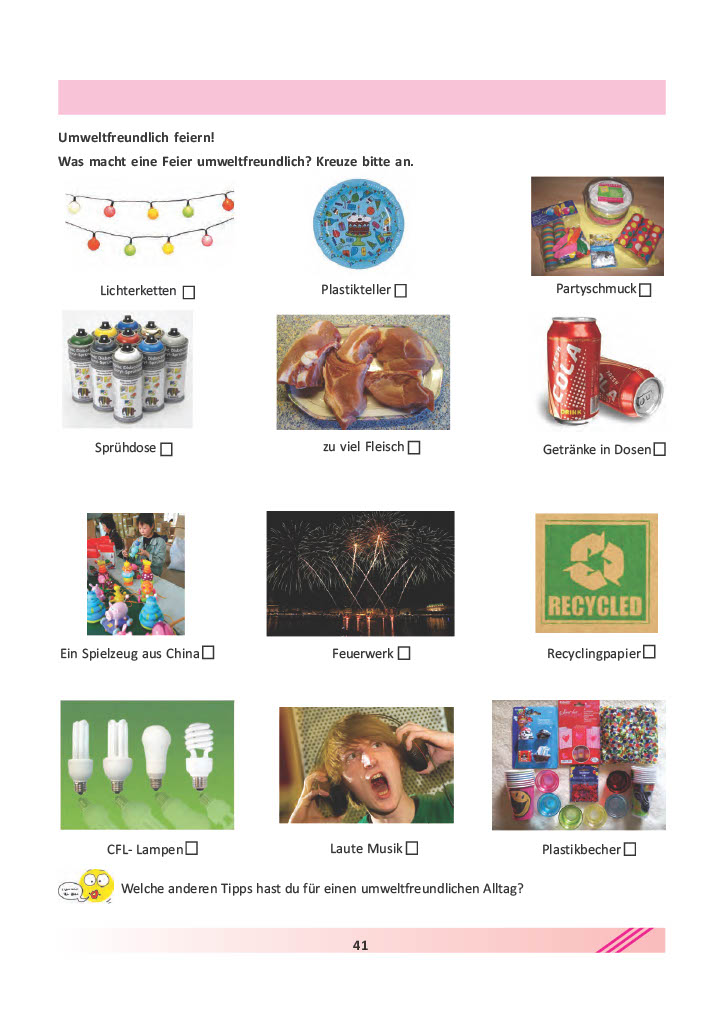 Umweltfreundlich feiern!
Was macht eine Feier umweltfreundlich? Kreuze bitte an.
Lichterketten
Plastikteller
Partyschmuck
COLA
Sprühdose
zu viel Fleisch
Getränke in Dosen
RECYCLED
Ein Spielzeug aus China
Feuerwerk
Recyclingpapier
CFL- Lampen
Laute Musik
Plastikbecher
Welche anderen Tipps hast du für einen umweltfreundlichen Alltag?
41